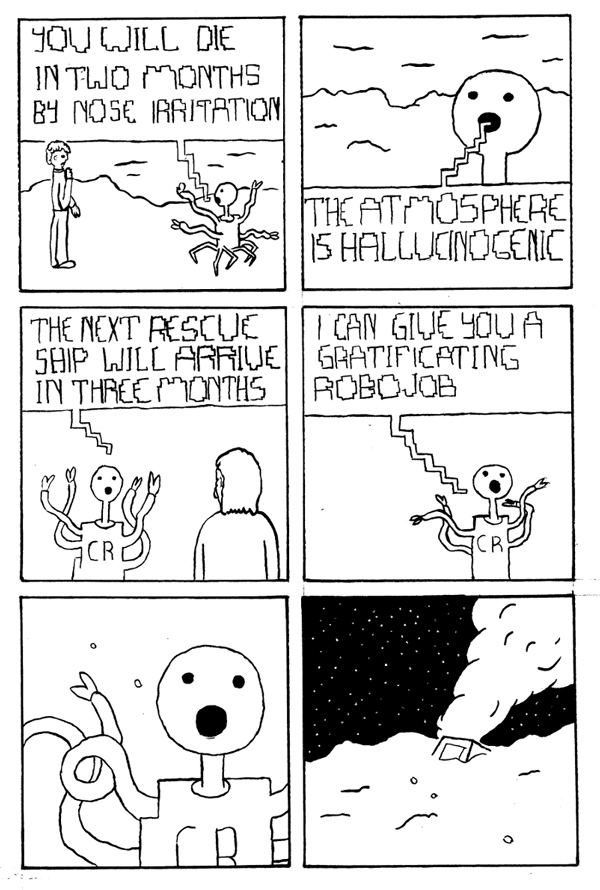 YOU WILL DIE
IN TWO MONTHS
BY NOSE IRRITATION
THE ATMOSPHERE
IS HALLUCINOGENIC
THE NEXT RESCUE
SHIP WILL ARRIVE
IN THREE MONTHS
CR
I CAN GIVE YOU A
GRATIFICATING
ROBOJOB
CR
CR